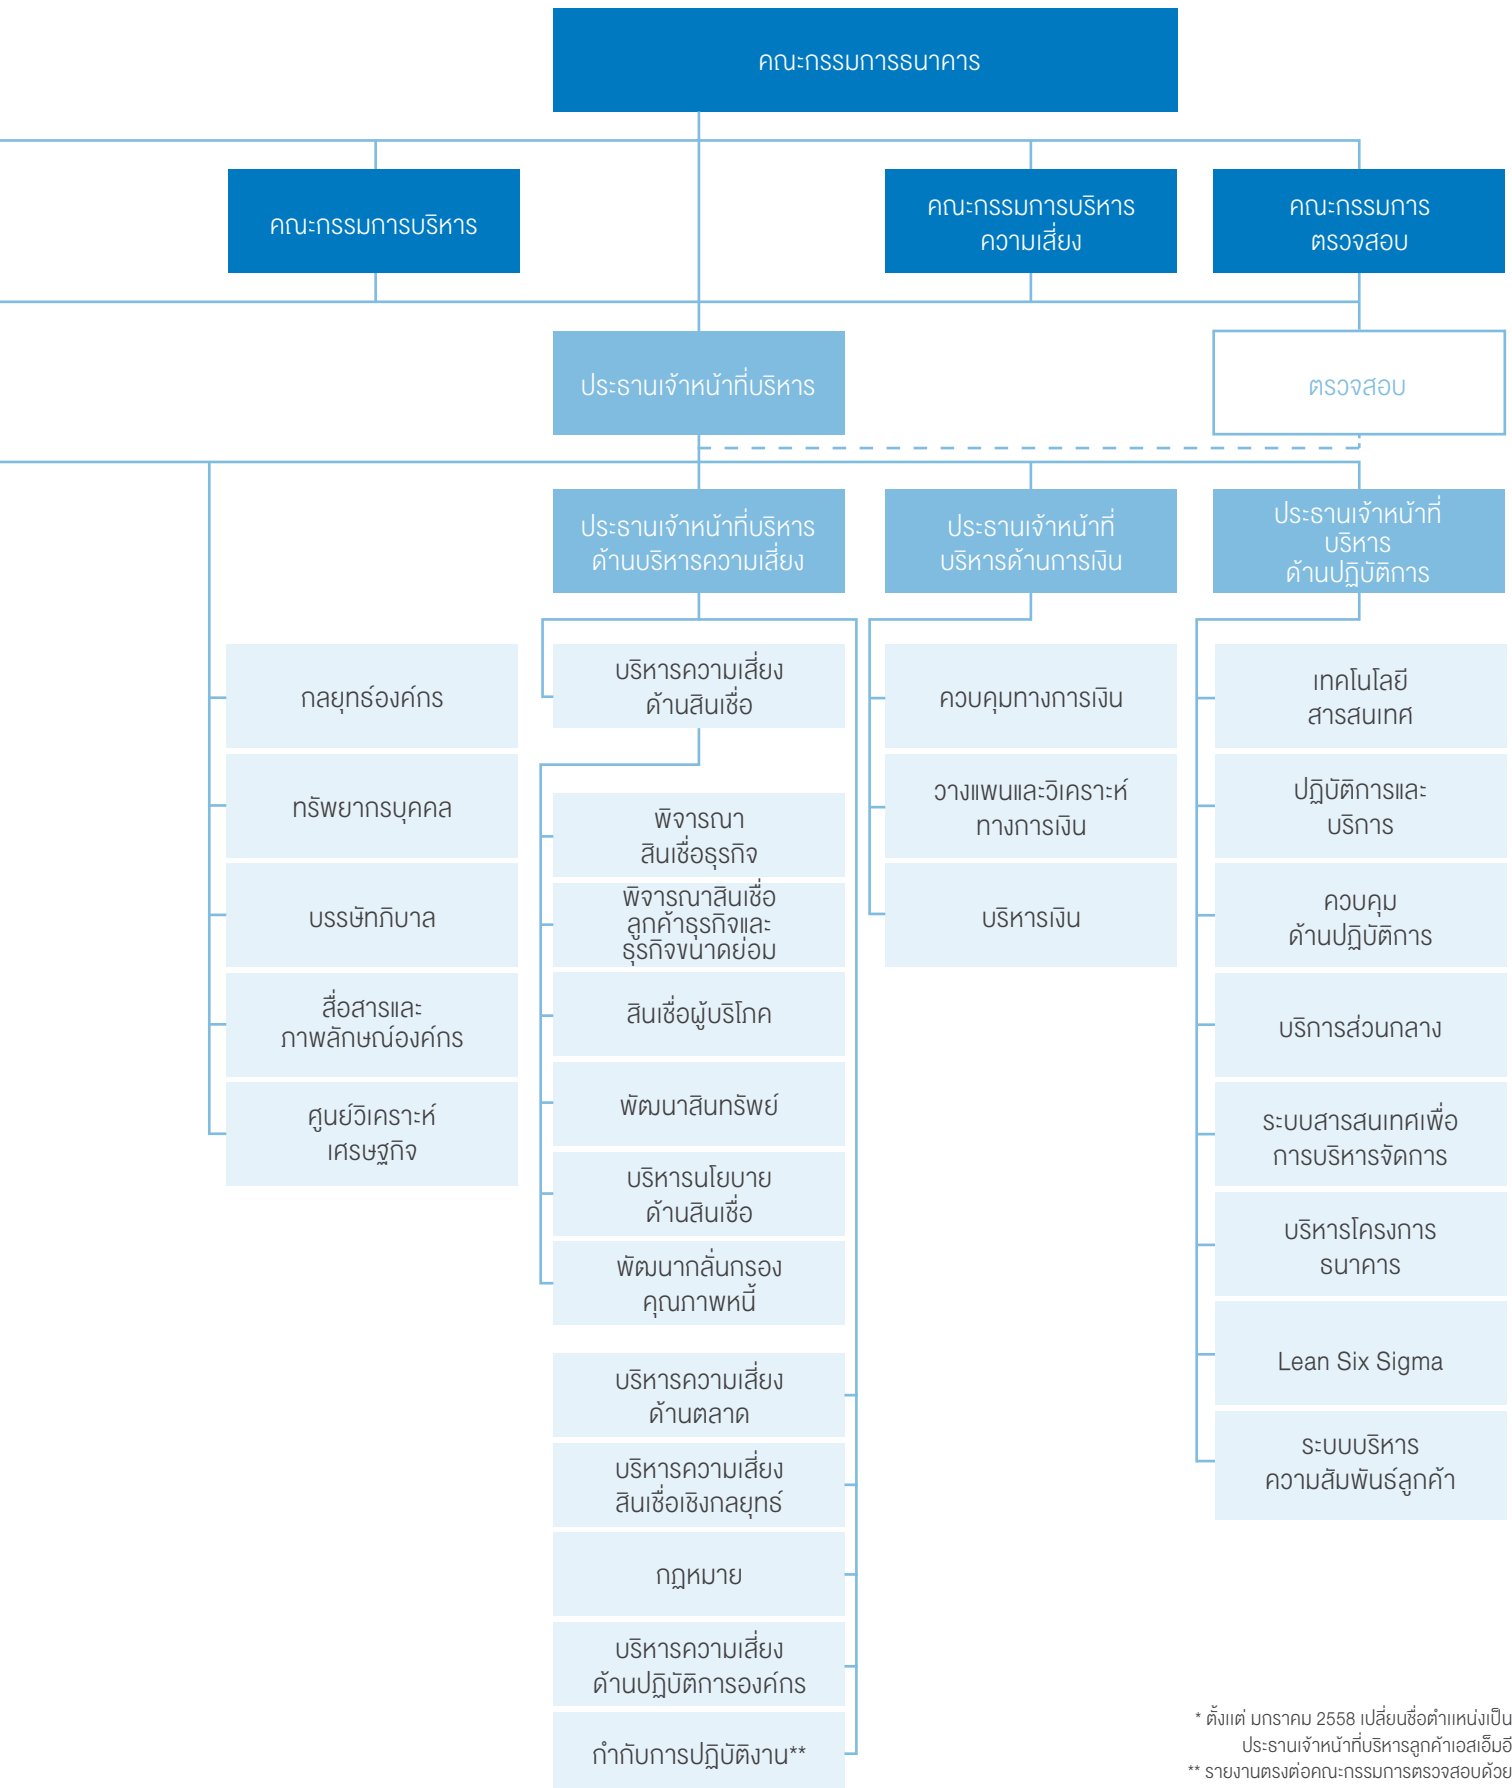 คณะกรรมการธนาคาร
คณะกรรมการบริหาร
คณะกรรมการบริหาร
ความเสี่ยง
คณะกรรมการ
ตรวจสอบ
ประธานเจ้าหน้าที่บริหาร
ตรวจสอบ
ประธานเจ้าหน้าที่บริหาร
ด้านบริหารความเสี่ยง
ประธานเจ้าหน้าที่
บริหารด้านการเงิน
ประธานเจ้าหน้าที่
บริหาร
ด้านปฏิบัติการ
กลยุทธ์องค์กร
ทรัพยากรบุคคล
บรรษัทภิบาล
สื่อสารและ
ภาพลักษณ์องค์กร
ศูนย์วิเคราะห์
เศรษฐกิจ
บริหารความเสี่ยง
ด้านสินเชื่อ
พิจารณา
สินเชื่อธุรกิจ
พิจารณาสินเชื่อ
ลูกค้าธุรกิจและ
ธุรกิจขนาดย่อม
สินเชื่อผู้บริโภค
พัฒนาสินทรัพย์
บริหารนโยบาย
ด้านสินเชื่อ
พัฒนากลั่นกรอง
คุณภาพหนี้
บริหารความเสี่ยง
ด้านตลาด
บริหารความเสี่ยง
สินเชื่อเชิงกลยุทธ์
กฎหมาย
บริหารความเสี่ยง
ด้านปฏิบัติการองค์กร
กำกับการปฏิบัติงาน**
ควบคุมทางการเงิน
วางแผนและวิเคราะห์
ทางการเงิน
บริหารเงิน
เทคโนโลยี
สารสนเทศ
ปฏิบัติการและ
บริการ
ควบคุม
ด้านปฏิบัติการ
บริการส่วนกลาง
ระบบสารสนเทศเพื่อ
การบริหารจัดการ
บริหารโครงการ
ธนาคาร
Lean Six Sigma
ระบบบริหาร
ความสัมพันธ์ลูกค้า
* ตั้งแต่ มกราคม 2558 เปลี่ยนชื่อตำแหน่งเป็น
ประธานเจ้าหน้าที่บริหารลูกค้าเอสเอ็มอี
** รายงานตรงต่อคณะกรรมการตรวจสอบด้วย